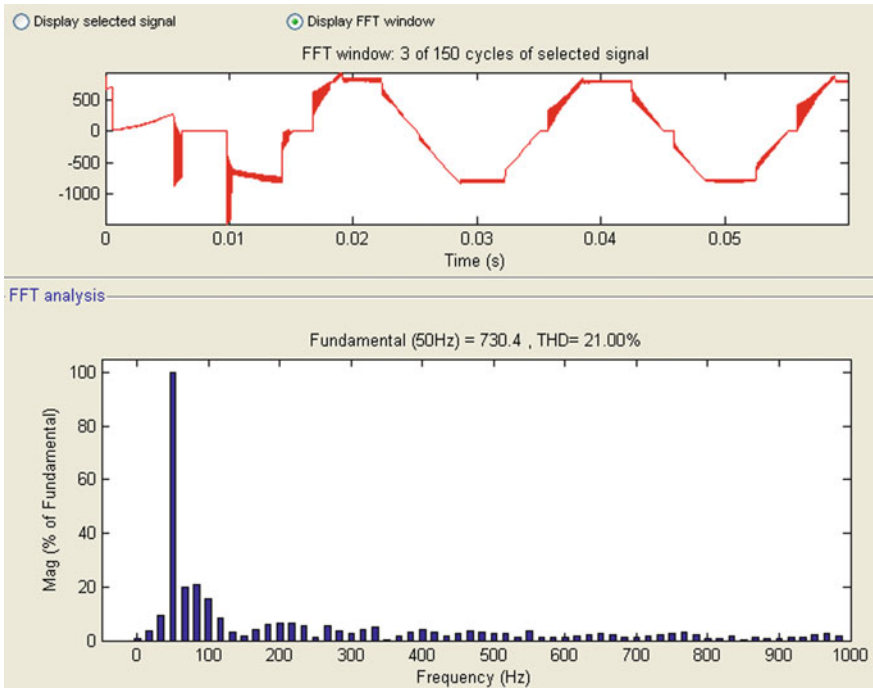 Display selected signal
Display FFT window
FFT window: 3 of 150 cycles of selected signal
500
0
-500
-1000
0 0.01 0.02 0.03 0.04 0.05
Time (s)
FFT analysis
Fundamental (50Hz) = 730.4 , THD= 21.00%
Mag (% of Fundamental)
100
80
60
40
20
0
0 100 200 300 400 500 600 700 800 900 1000
Frequency (Hz)